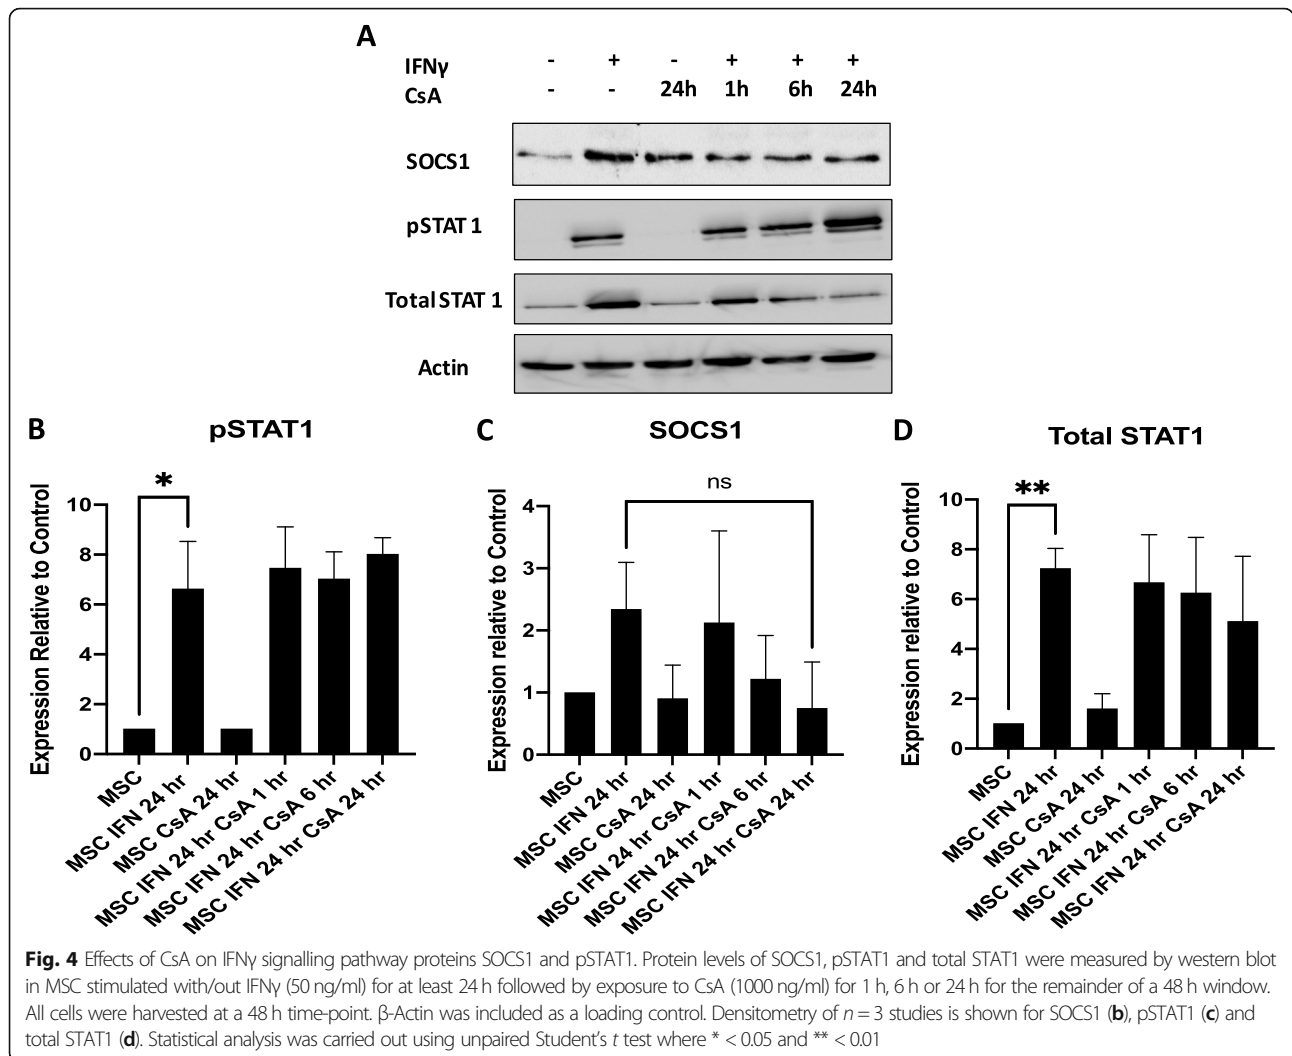 A
IFNγ - + - + + +
CsA - - 24h 1h 6h 24h
SOCS1
pSTAT 1
Total STAT 1
Actin
B
pSTAT1
Expression Relative to Control
10
8
6
4
2
0
*
MSC
MSC IFN 24 hr
MSC CsA 24 hr
MSC IFN 24 hr CsA 1 hr
MSC IFN 24 hr CsA 6 hr
MSC IFN 24 hr CsA 24 hr
C
SOCS1
Expression relative to Control
4
3
2
1
0
ns
MSC
MSC IFN 24 hr
MSC CsA 24 hr
MSC IFN 24 hr CsA 1 hr
MSC IFN 24 hr CsA 6 hr
MSC IFN 24 hr CsA 24 hr
D
Total STAT1
Expression relative to Control
10
8
6
4
2
0
**
MSC
MSC IFN 24 hr
MSC CsA 24 hr
MSC IFN 24 hr CsA 1 hr
MSC IFN 24 hr CsA 6 hr
MSC IFN 24 hr CsA 24 hr
Fig. 4 Effects of CsA on IFNγ signalling pathway proteins SOCS1 and pSTAT1. Protein levels of SOCS1, pSTAT1 and total STAT1 were measured by western blot
in MSC stimulated with/out IFNγ (50 ng/ml) for at least 24 h followed by exposure to CsA (1000 ng/ml) for 1 h, 6 h or 24 h for the remainder of a 48 h window.
All cells were harvested at a 48 h time-point. β-Actin was included as a loading control. Densitometry of n = 3 studies is shown for SOCS1 (b), pSTAT1 (c) and
total STAT1 (d). Statistical analysis was carried out using unpaired Student's t test where * < 0.05 and ** < 0.01